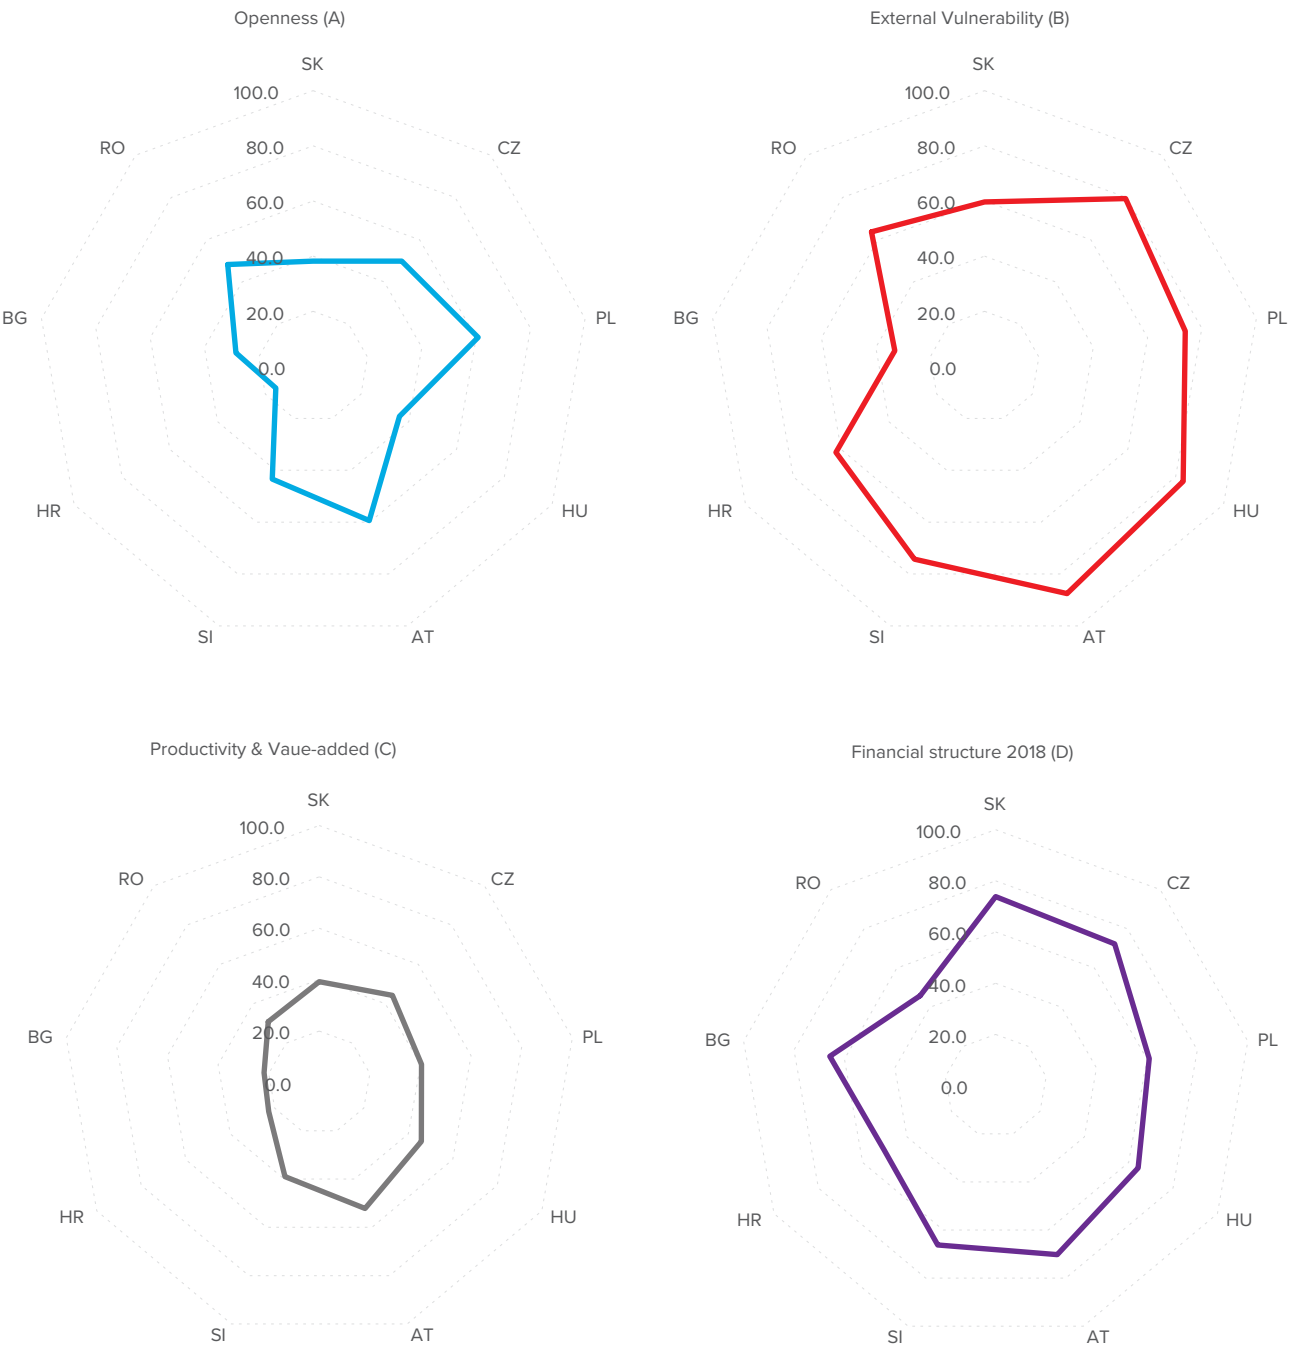 Openness (A)
External Vulnerability (B)
SK
SK
100.0
100.0
RO
CZ
RO
CZ
80.0
80.0
60.0
60.0
40.0
40.0
20.0
20.0
BG
PL
BG
PL
0.0
0.0
HR
HU
HR
HU
SI
AT
SI
AT
Productivity & Vaue-added (C)
Financial structure 2018 (D)
SK
SK
100.0
100.0
RO
CZ
RO
CZ
80.0
80.0
60.0
60.0
40.0
40.0
20.0
20.0
BG
PL
BG
PL
0.0
0.0
HR
HU
HR
HU
SI
AT
SI
AT